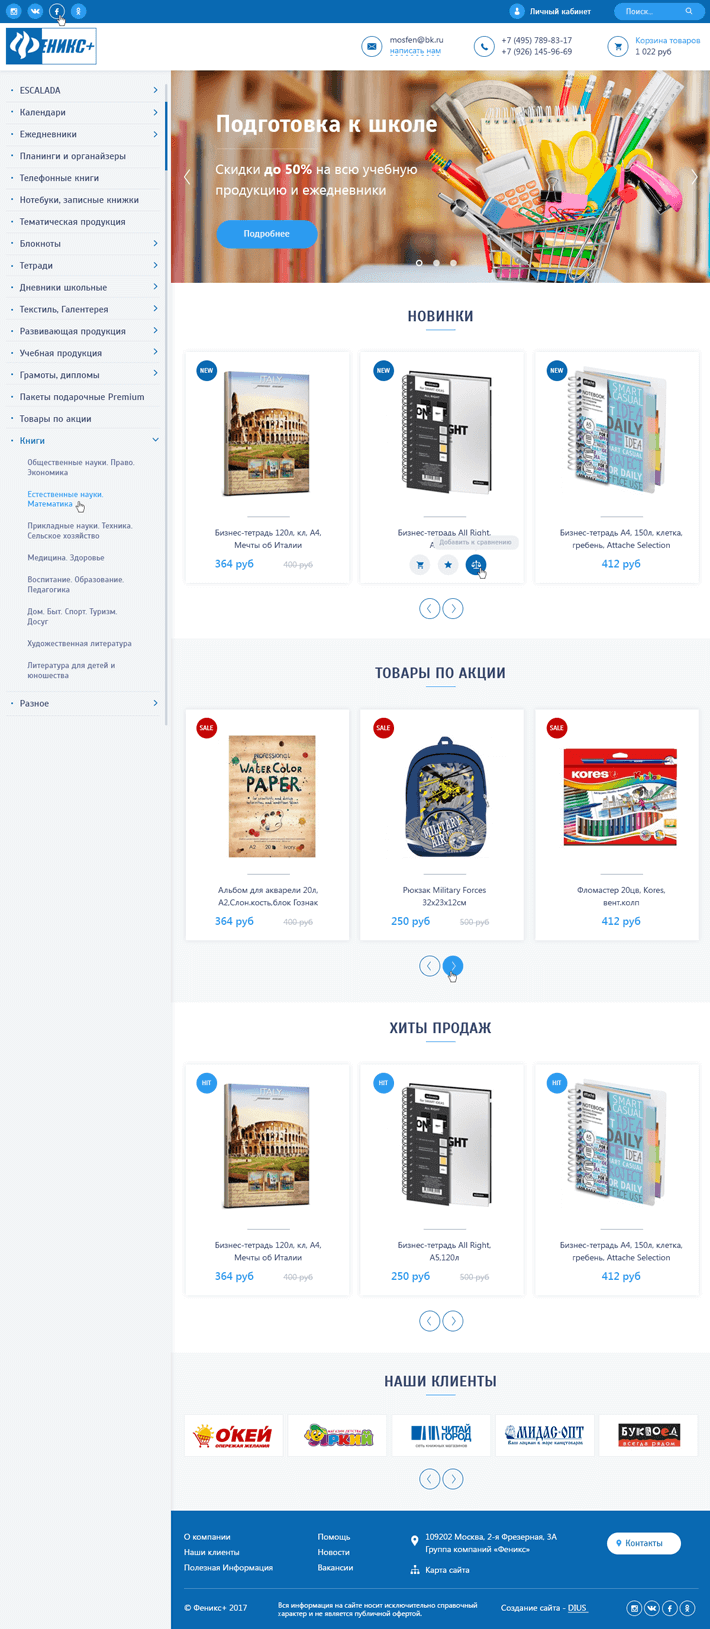 Личный кабинет
Поиск...
ФЕНИКС+
mosfen@bk.ru
написать нам
+7 (495) 789-83-17
+7 (926) 145-96-69
Корзина товаров
1 022 руб
ESCALADA
Календари
Ежедневники
Планинги и органайзеры
Телефонные книги
Нотебуки, записные книжки
Тематическая продукция
Блокноты
Тетради
Дневники школьные
Текстиль, Галентерея
Развивающая продукция
Учебная продукция
Грамоты, дипломы
Пакеты подарочные Premium
Товары по акции
Книги
Общественные науки. Право.
Экономика
Естественные науки.
Математика
Прикладные науки. Техника.
Сельское хозяйство
Медицина. Здоровье
Воспитание. Образование.
Педагогика
Дом. Быт. Спорт. Туризм.
Досуг
Художественная литература
Литература для детей и
юношества
Разное
Подготовка к школе
Скидки до 50% на всю учебную
продукцию и ежедневники
Подробнее
НОВИНКИ
NEW
ITALY
Бизнес-тетрадь 120л, кл, А4,
Мечты об Италии
364 руб
400 руб
NEW
Бизнес-тетрадь All Right,
Добавить к сравнению
NEW
Бизнес-тетрадь А4, 150л, клетка,
гребень, Attache Selection
412 руб
ТОВАРЫ ПО АКЦИИ
SALE
PROFESSIONAL
WATER COLOR
PAPER
Альбом для акварели 20л,
А2,Слон.кость,блок Гознак
364 руб
400 руб
SALE
MILITARY
AIR
Рюкзак Military Forces
32х23х12см
250 руб
500 руб
SALE
KORES
Фломастер 20цв, Kores,
вент.колп
412 руб
ХИТЫ ПРОДАЖ
HIT
ITALY
Бизнес-тетрадь 120л, кл, А4,
Мечты об Италии
364 руб
400 руб
HIT
Бизнес-тетрадь All Right,
А5,120л
250 руб
500 руб
HIT
Бизнес-тетрадь А4, 150л, клетка,
гребень, Attache Selection
412 руб
НАШИ КЛИЕНТЫ
О'КЕЙ
ОПЕРЕЖАЯ ЖЕЛАНИЯ
ЯРКИЙ
ЧИТАЙ
ГОРОД
СЕТЬ КНИЖНЫХ МАГАЗИНОВ
МИДАС-ОПТ
Ваш лоцман в море канцтоваров
БУКВОЕД
всегда рядом
О компании
Наши клиенты
Полезная Информация
Помощь
Новости
Вакансии
109202 Москва, 2-я Фрезерная, 3А
Группа компаний «Феникс»
Карта сайта
Контакты
© Феникс+ 2017
Вся информация на сайте носит исключительно справочный
характер и не является публичной офертой.
Создание сайта - DIUS